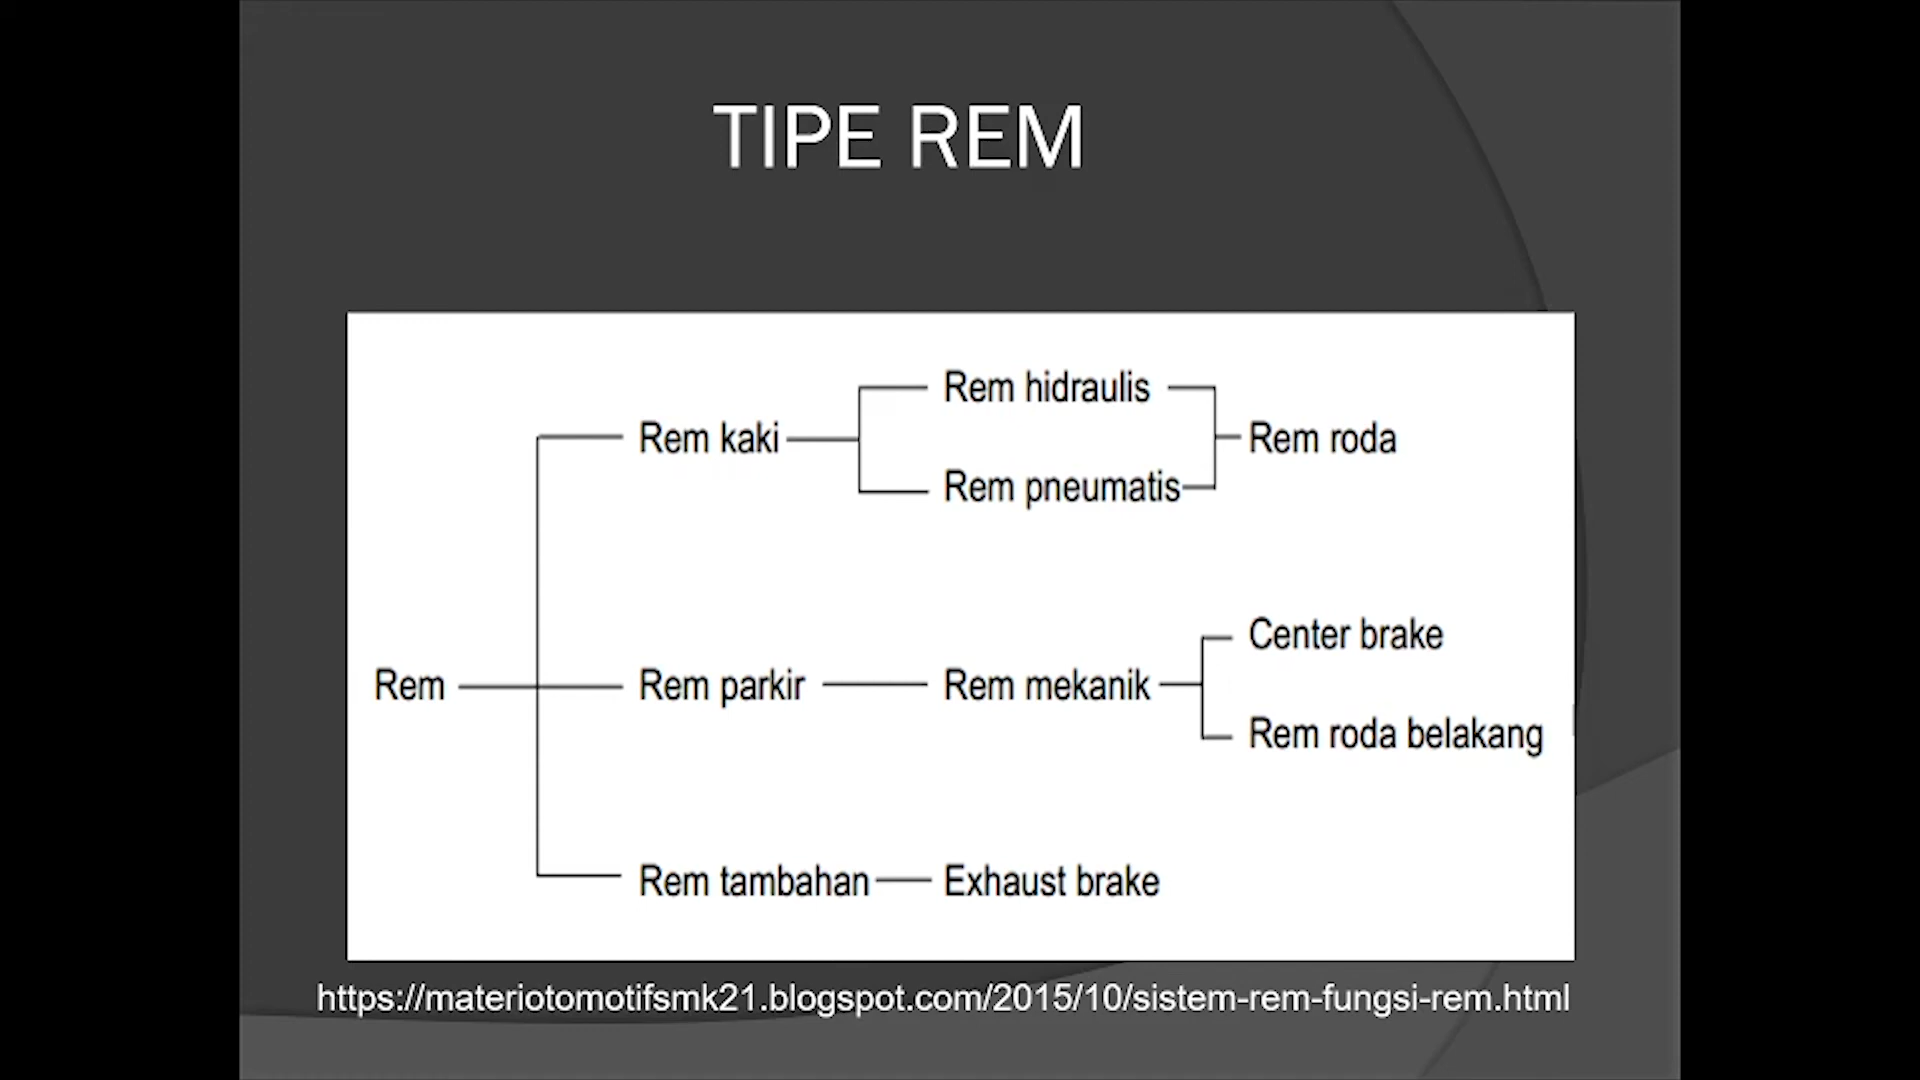 TIPE REM
Rem hidraulis
Rem kaki
Rem roda
Rem pneumatis
Center brake
Rem
Rem parkir
Rem mekanik
Rem roda belakang
Rem tambahan
Exhaust brake
https://materiotomotifsmk21.blogspot.com/2015/10/sistem-rem-fungsi-rem.html